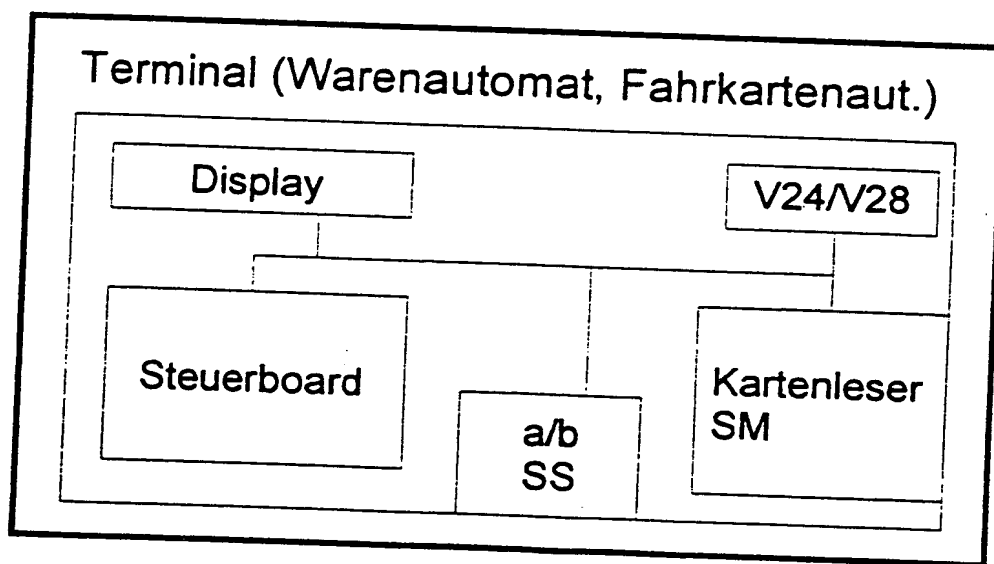 Terminal (Warenautomat, Fahrkartenaut.)
Display
V24/V28
Steuerboard
a/b
SS
Kartenleser
SM